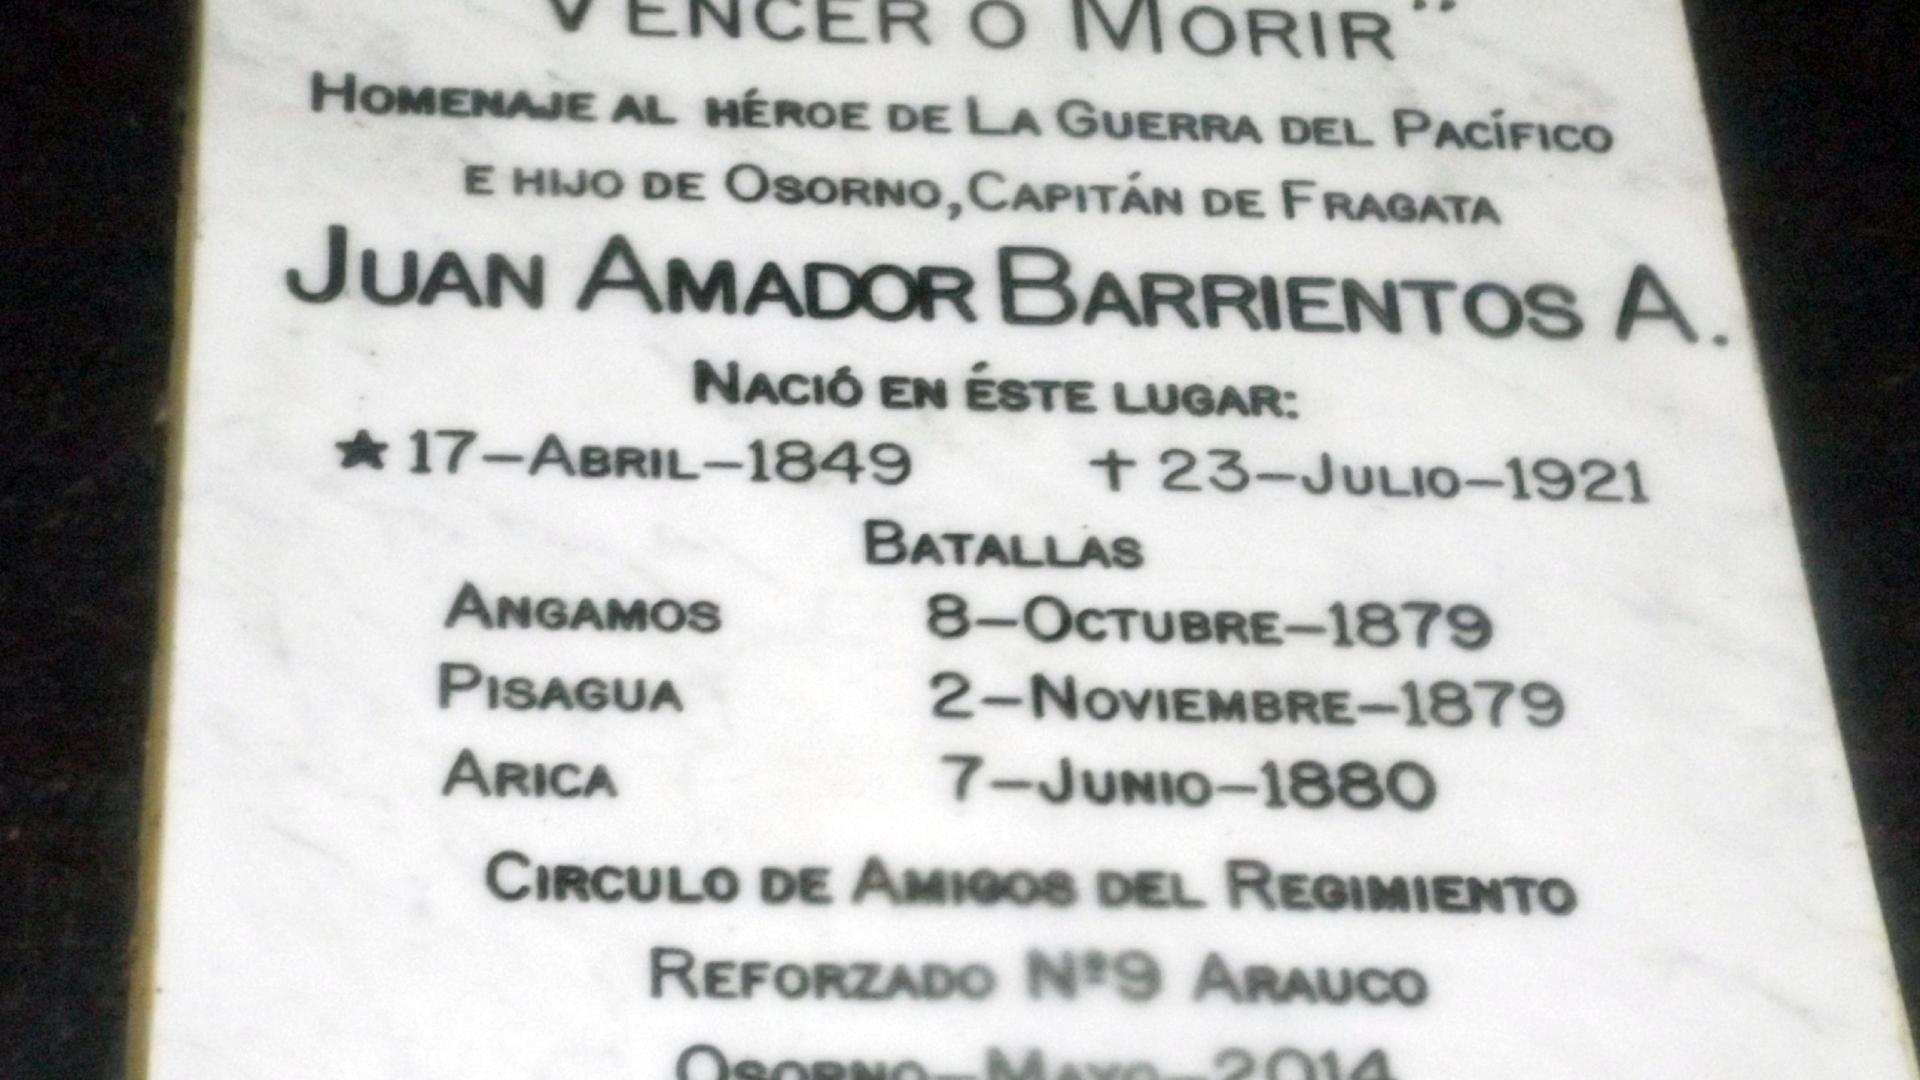 VENCER O MORIR"
HOMENAJE AL HÉROE DE LA GUERRA DEL PACÍFICO
E HIJO DE OSORNO, CAPITÁN DE FRAGATA
JUAN AMADOR BARRIENTOS A.
NACIÓ EN ÉSTE LUGAR:
★ 17-ABRIL-1849 † 23-JULIO-1921
BATALLAS
ANGAMOS 8-OCTUBRE-1879
PISAGUA 2-NOVIEMBRE-1879
ARICA 7-JUNIO-1880
CIRCULO DE AMIGOS DEL REGIMIENTO
REFORZADO Nº9 ARAUCO
OSORNO-MAYO-2014